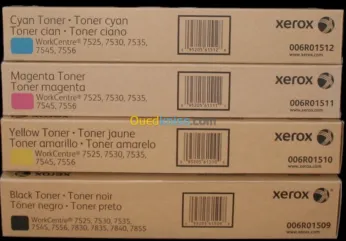 Cyan Toner • Toner cyan
Toner cian • Toner ciano
WorkCentre® 7525, 7530, 7535,
7545, 7556
xerox
006R01512
Magenta Toner
Toner magenta
WorkCentre® 7525, 7530, 7535,
7545, 7556
xerox
006R01511
OuedKniss.com
Yellow Toner • Toner jaune
Toner amarillo • Toner amarelo
WorkCentre® 7525, 7530, 7535,
7545, 7556
xerox
006R01510
Black Toner • Toner noir
Toner negro • Toner preto
WorkCentre® 7525, 7530, 7535,
7545, 7556, 7830, 7835, 7840, 7855
xerox
006R01509